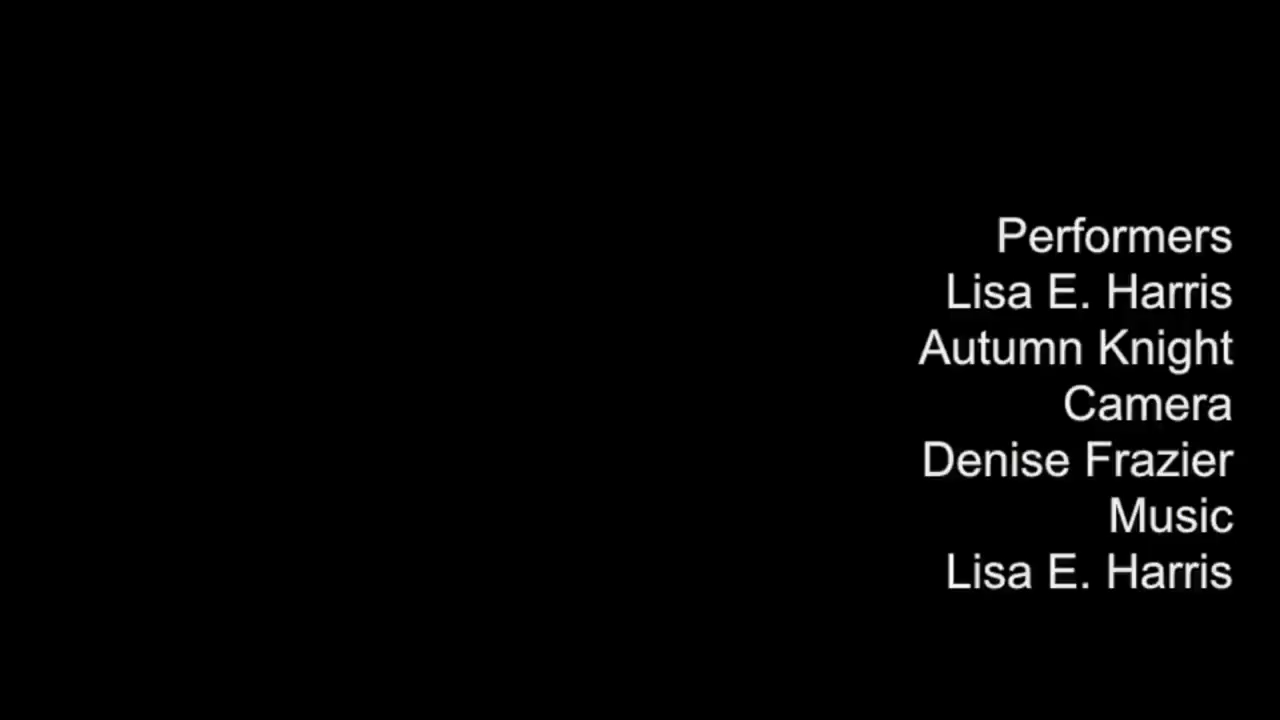 Performers
Lisa E. Harris
Autumn Knight
Camera
Denise Frazier
Music
Lisa E. Harris